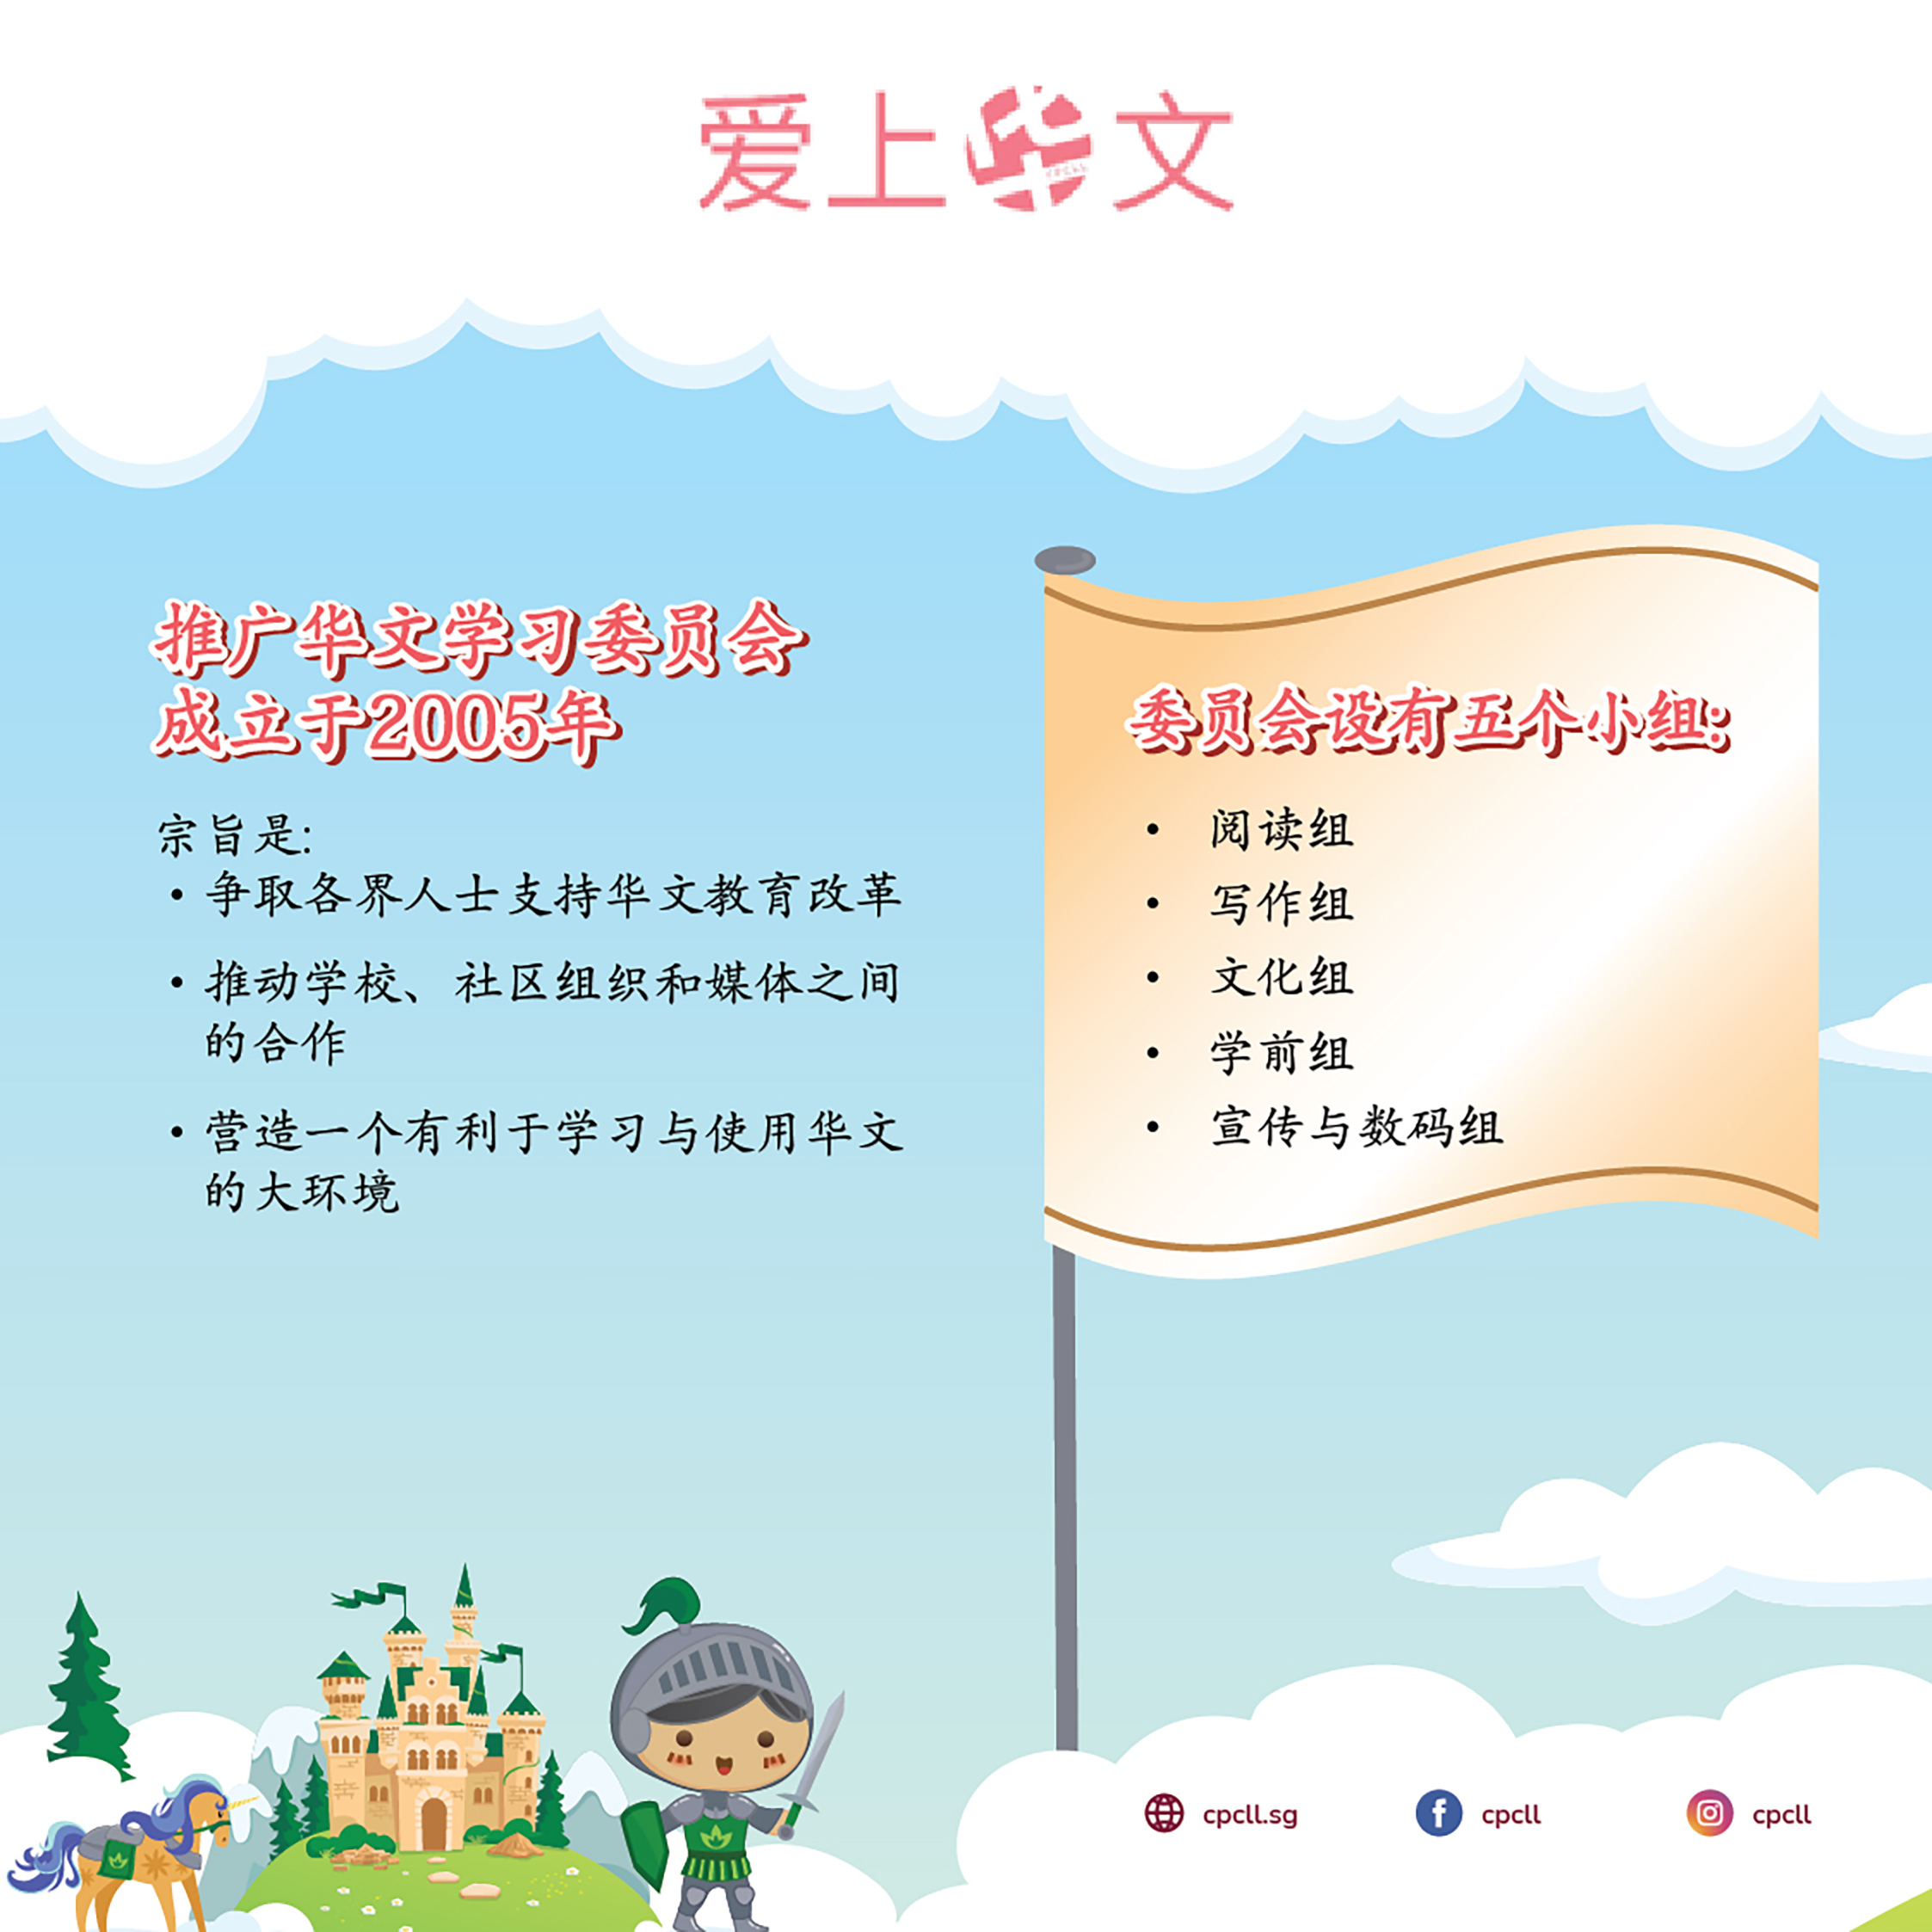 爱上华文
推广华文学习委员会
成立于2005年
宗旨是:
• 争取各界人士支持华文教育改革
• 推动学校、社区组织和媒体之间
的合作
• 营造一个有利于学习与使用华文
的大环境
委员会设有五个小组:
• 阅读组
• 写作组
• 文化组
• 学前组
• 宣传与数码组
cpcll.sg
cpcll
cpcll